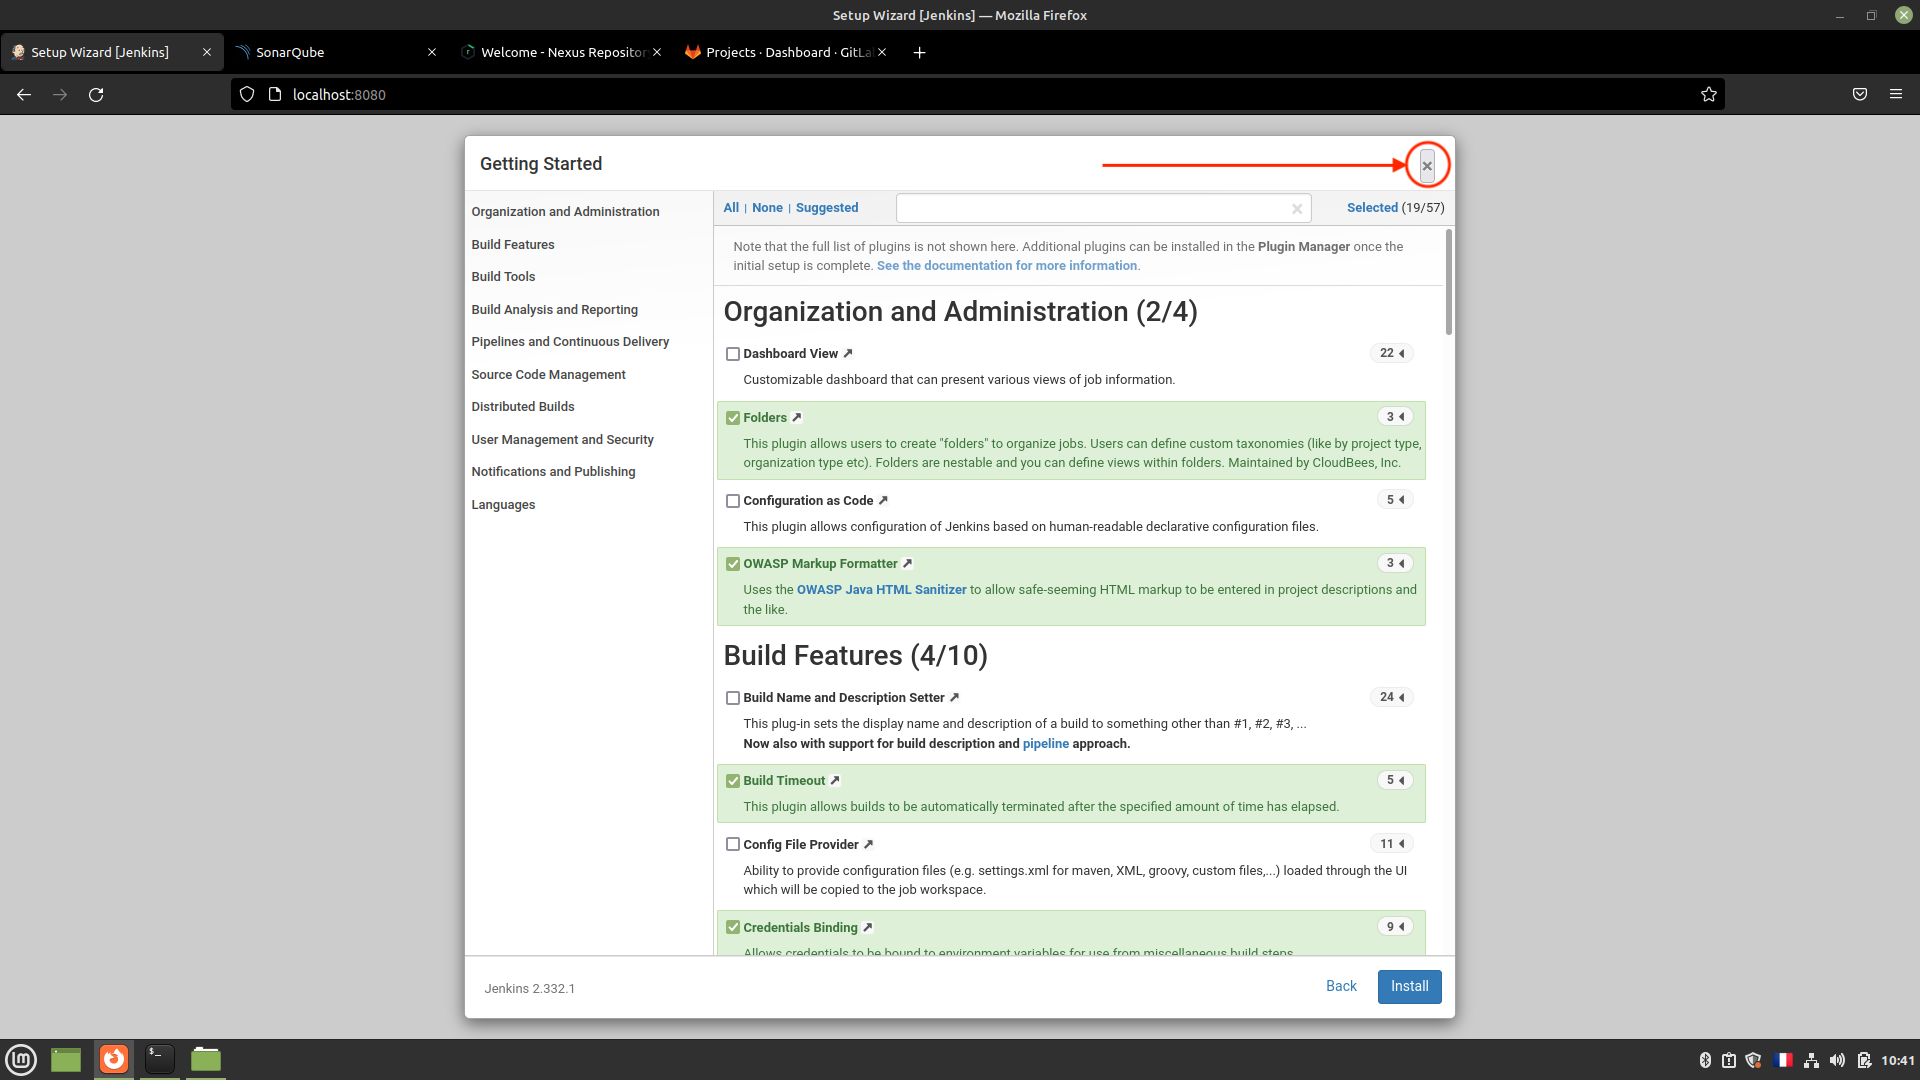 Setup Wizard [Jenkins] — Mozilla Firefox
Setup Wizard [Jenkins]
SonarQube
Welcome - Nexus Repositor
Projects · Dashboard · GitLa
localhost:8080
Getting Started
Organization and Administration
Build Features
Build Tools
Build Analysis and Reporting
Pipelines and Continuous Delivery
Source Code Management
Distributed Builds
User Management and Security
Notifications and Publishing
Languages
All | None | Suggested
Selected (19/57)
Note that the full list of plugins is not shown here. Additional plugins can be installed in the Plugin Manager once the
initial setup is complete. See the documentation for more information.
Organization and Administration (2/4)
Dashboard View
22
Customizable dashboard that can present various views of job information.
Folders
3
This plugin allows users to create "folders" to organize jobs. Users can define custom taxonomies (like by project type,
organization type etc). Folders are nestable and you can define views within folders. Maintained by CloudBees, Inc.
Configuration as Code
5
This plugin allows configuration of Jenkins based on human-readable declarative configuration files.
OWASP Markup Formatter
3
Uses the OWASP Java HTML Sanitizer to allow safe-seeming HTML markup to be entered in project descriptions and
the like.
Build Features (4/10)
Build Name and Description Setter
24
This plug-in sets the display name and description of a build to something other than #1, #2, #3, ...
Now also with support for build description and pipeline approach.
Build Timeout
5
This plugin allows builds to be automatically terminated after the specified amount of time has elapsed.
Config File Provider
11
Ability to provide configuration files (e.g. settings.xml for maven, XML, groovy, custom files,...) loaded through the UI
which will be copied to the job workspace.
Credentials Binding
9
Allows credentials to be bound to environment variables for use from miscellaneous build steps.
Jenkins 2.332.1
Back
Install
10:41